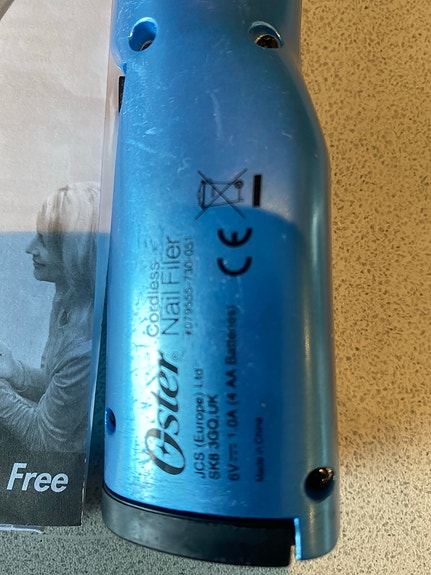 Oster
Cordless
Nail Filer
#079555-730-051
JCS (Europe) Ltd
SK8 3GQ.UK
6V 1.0A (4 AA Batteries)
Made in China
CE
Free